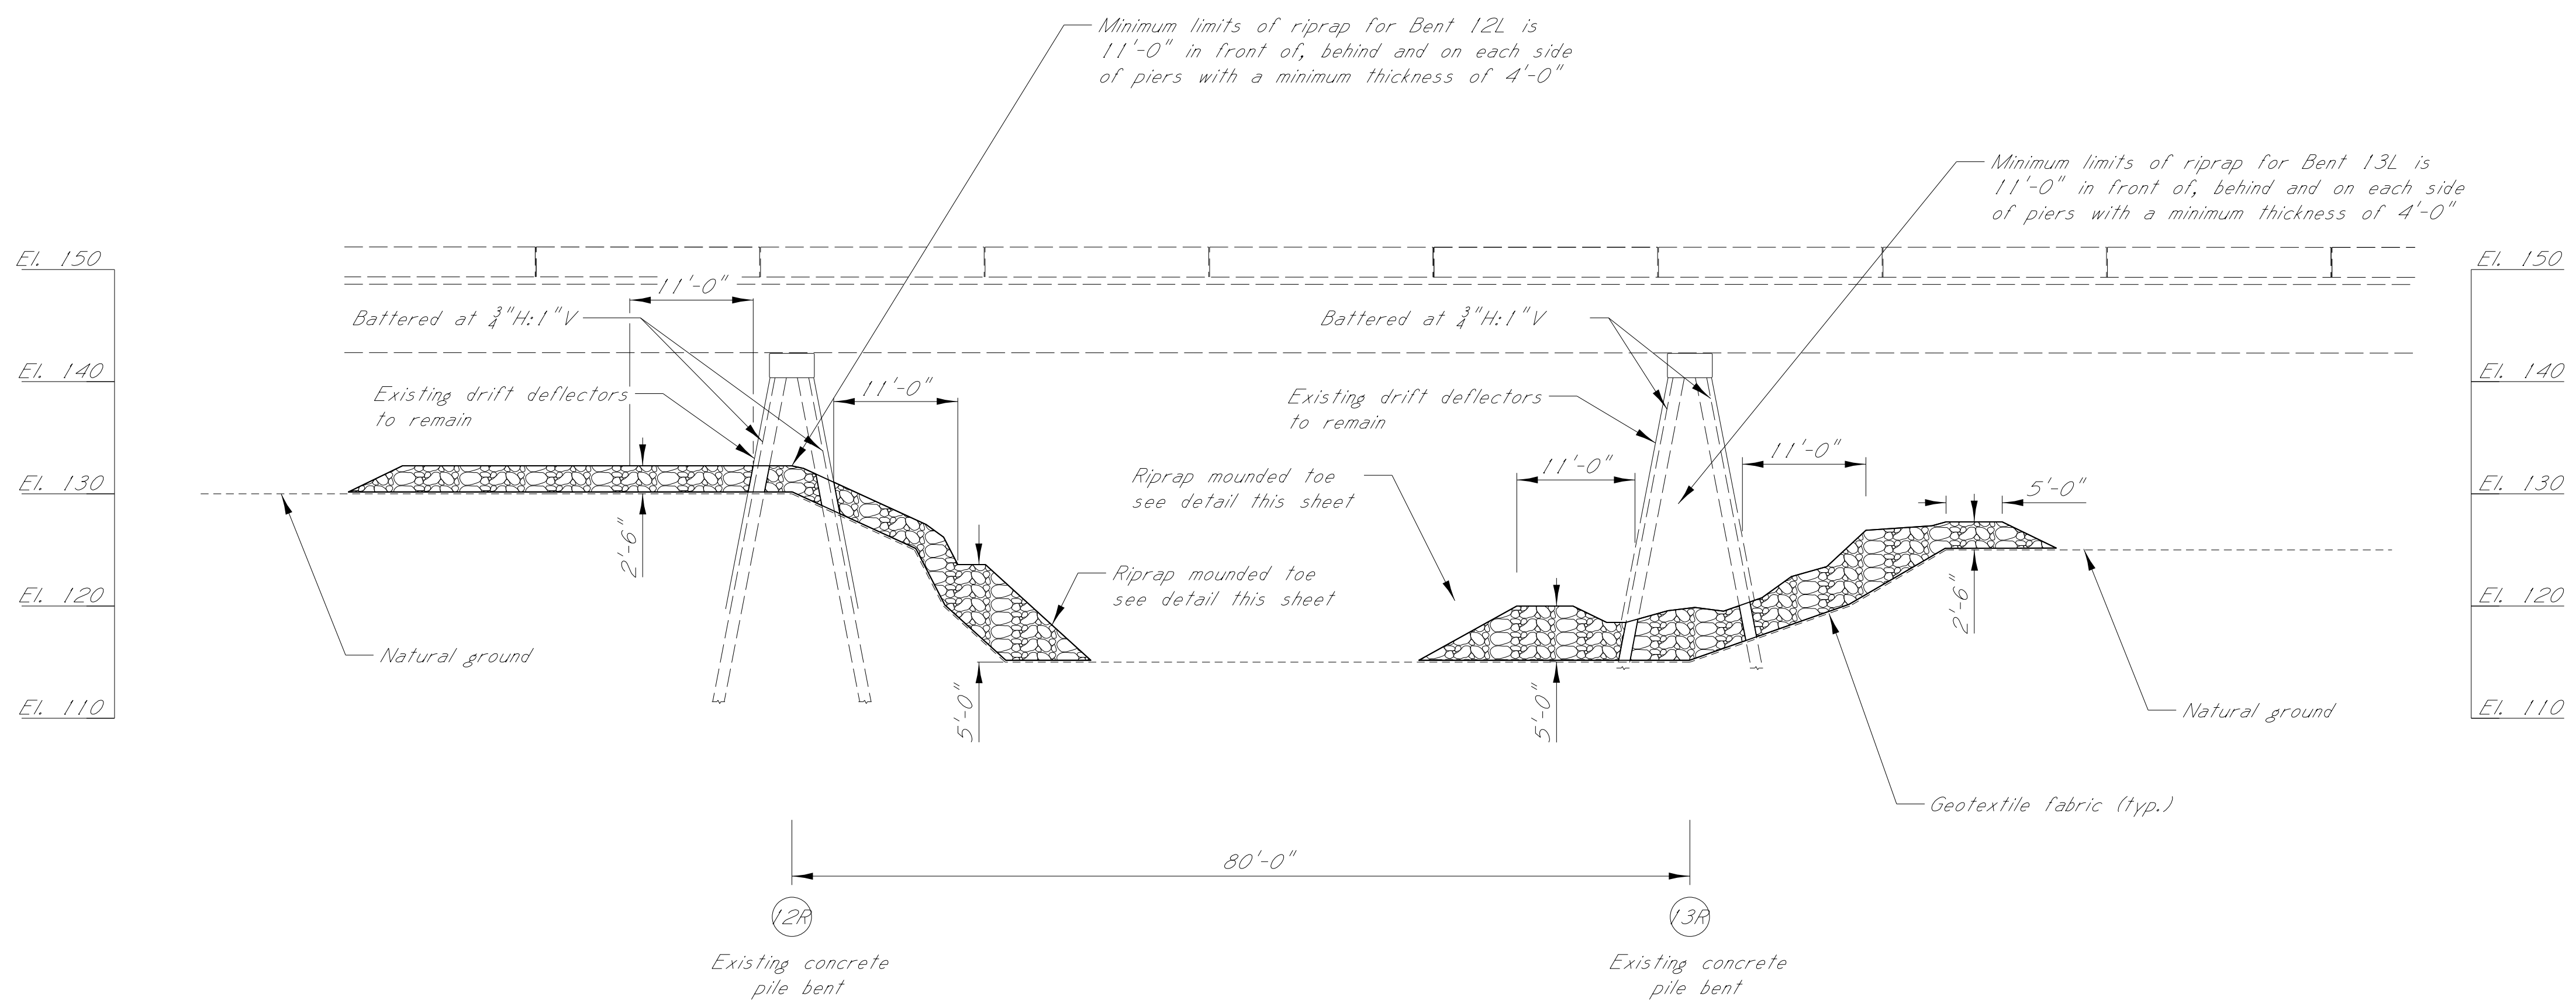 Minimum limits of riprap for Bent 12L is
11'-0" in front of, behind and on each side
of piers with a minimum thickness of 4'-0"
Minimum limits of riprap for Bent 13L is
11'-0" in front of, behind and on each side
of piers with a minimum thickness of 4'-0"
El. 150
El. 140
El. 130
El. 120
El. 110
11'-0"
Battered at 3/4"H:1"V
Existing drift deflectors
to remain
11'-0"
2'-6"
Riprap mounded toe
see detail this sheet
5'-0"
Natural ground
Battered at 3/4"H:1"V
Existing drift deflectors
to remain
Riprap mounded toe
see detail this sheet
11'-0"
11'-0"
5'-0"
2'-6"
5'-0"
Natural ground
Geotextile fabric (typ.)
El. 150
El. 140
El. 130
El. 120
El. 110
80'-0"
12R
Existing concrete
pile bent
13R
Existing concrete
pile bent